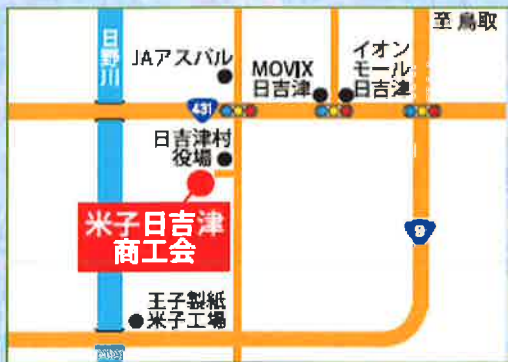 至 鳥取
日野川
JAアスパル
MOVIX
日吉津
イオン
モール
日吉津
431
日吉津村
役場
米子日吉津
商工会
9
王子製紙
米子工場